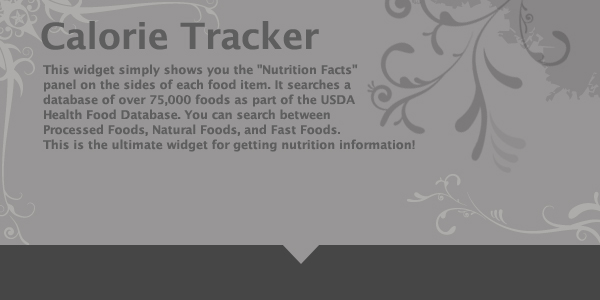 Calorie Tracker
This widget simply shows you the "Nutrition Facts"
panel on the sides of each food item. It searches a
database of over 75,000 foods as part of the USDA
Health Food Database. You can search between
Processed Foods, Natural Foods, and Fast Foods.
This is the ultimate widget for getting nutrition information!